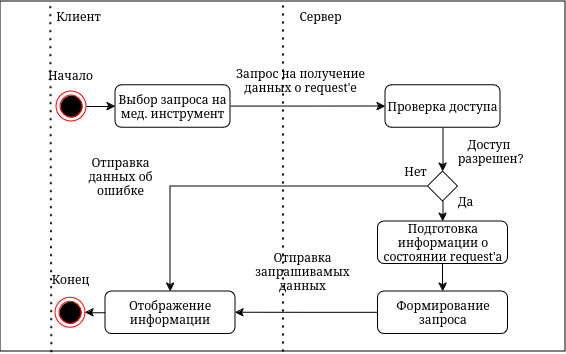 Клиент
Сервер
Начало
Запрос на получение
данных о request'е
Выбор запроса на
мед. инструмент
Проверка доступа
Доступ
разрешен?
Отправка
данных об
ошибке
Нет
Да
Подготовка
информации о
состоянии request'а
Отправка
запрашивамых
данных
Конец
Отображение
информации
Формирование
запроса